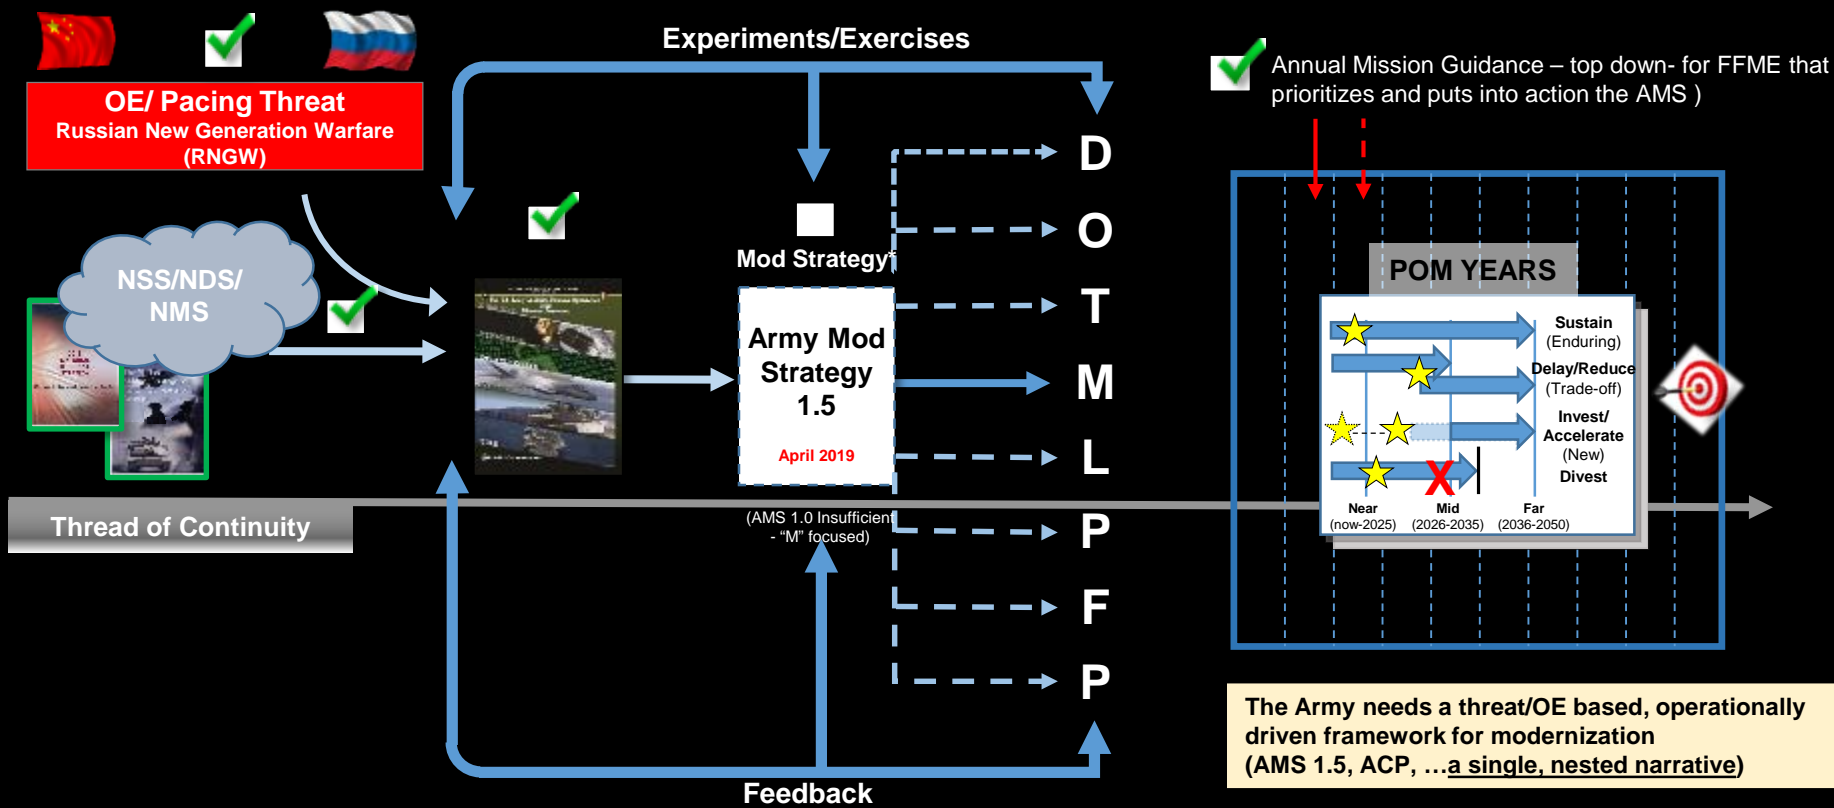 Experiments/Exercises
OE/ Pacing Threat
Russian New Generation Warfare
(RNGW)
Annual Mission Guidance – top down- for FFME that
prioritizes and puts into action the AMS )
NSS/NDS/
NMS
Mod Strategy*
Army Mod
Strategy
1.5
April 2019
(AMS 1.0 Insufficient
- “M” focused)
Thread of Continuity
D
O
T
M
L
P
F
P
POM YEARS
Sustain
(Enduring)
Delay/Reduce
(Trade-off)
Invest/
Accelerate
(New)
Divest
X
Near
(now-2025)
Mid
(2026-2035)
Far
(2036-2050)
The Army needs a threat/OE based, operationally
driven framework for modernization
(AMS 1.5, ACP, …a single, nested narrative)
Feedback